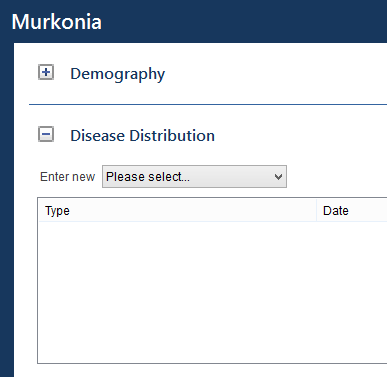 Murkonia
Demography
Disease Distribution
Enter new Please select...
Type Date